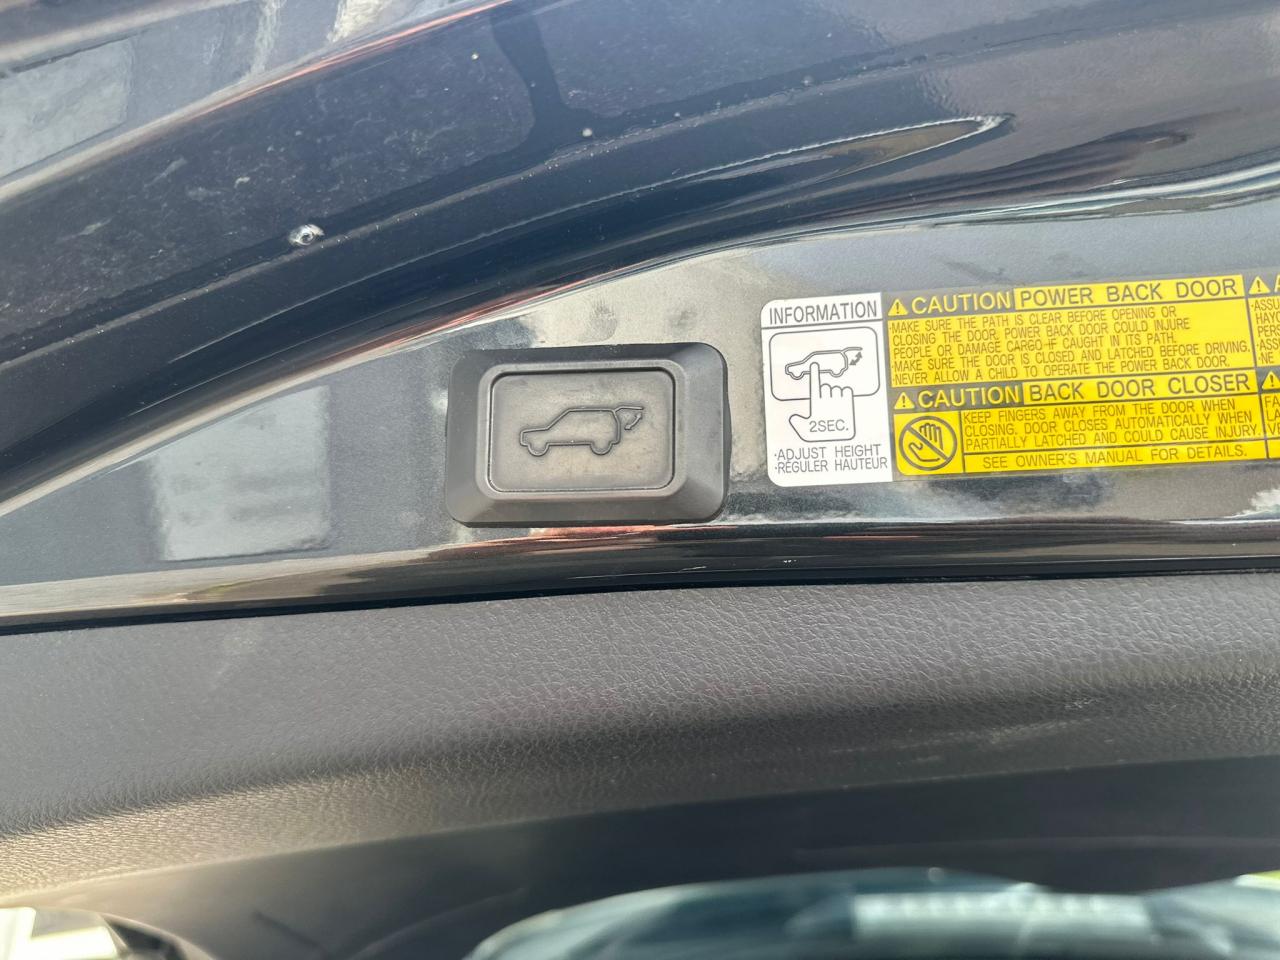 INFORMATION
2SEC.
·ADJUST HEIGHT
·RÉGULER HAUTEUR
CAUTION POWER BACK DOOR
·MAKE SURE THE PATH IS CLEAR BEFORE OPENING OR
CLOSING THE DOOR. POWER BACK DOOR COULD INJURE
PEOPLE OR DAMAGE CARGO IF CAUGHT IN ITS PATH.
·MAKE SURE THE DOOR IS CLOSED AND LATCHED BEFORE DRIVING.
·NEVER ALLOW A CHILD TO OPERATE THE POWER BACK DOOR.
CAUTION BACK DOOR CLOSER
KEEP FINGERS AWAY FROM THE DOOR WHEN
CLOSING. DOOR CLOSES AUTOMATICALLY WHEN
PARTIALLY LATCHED AND COULD CAUSE INJURY.
SEE OWNER'S MANUAL FOR DETAILS.